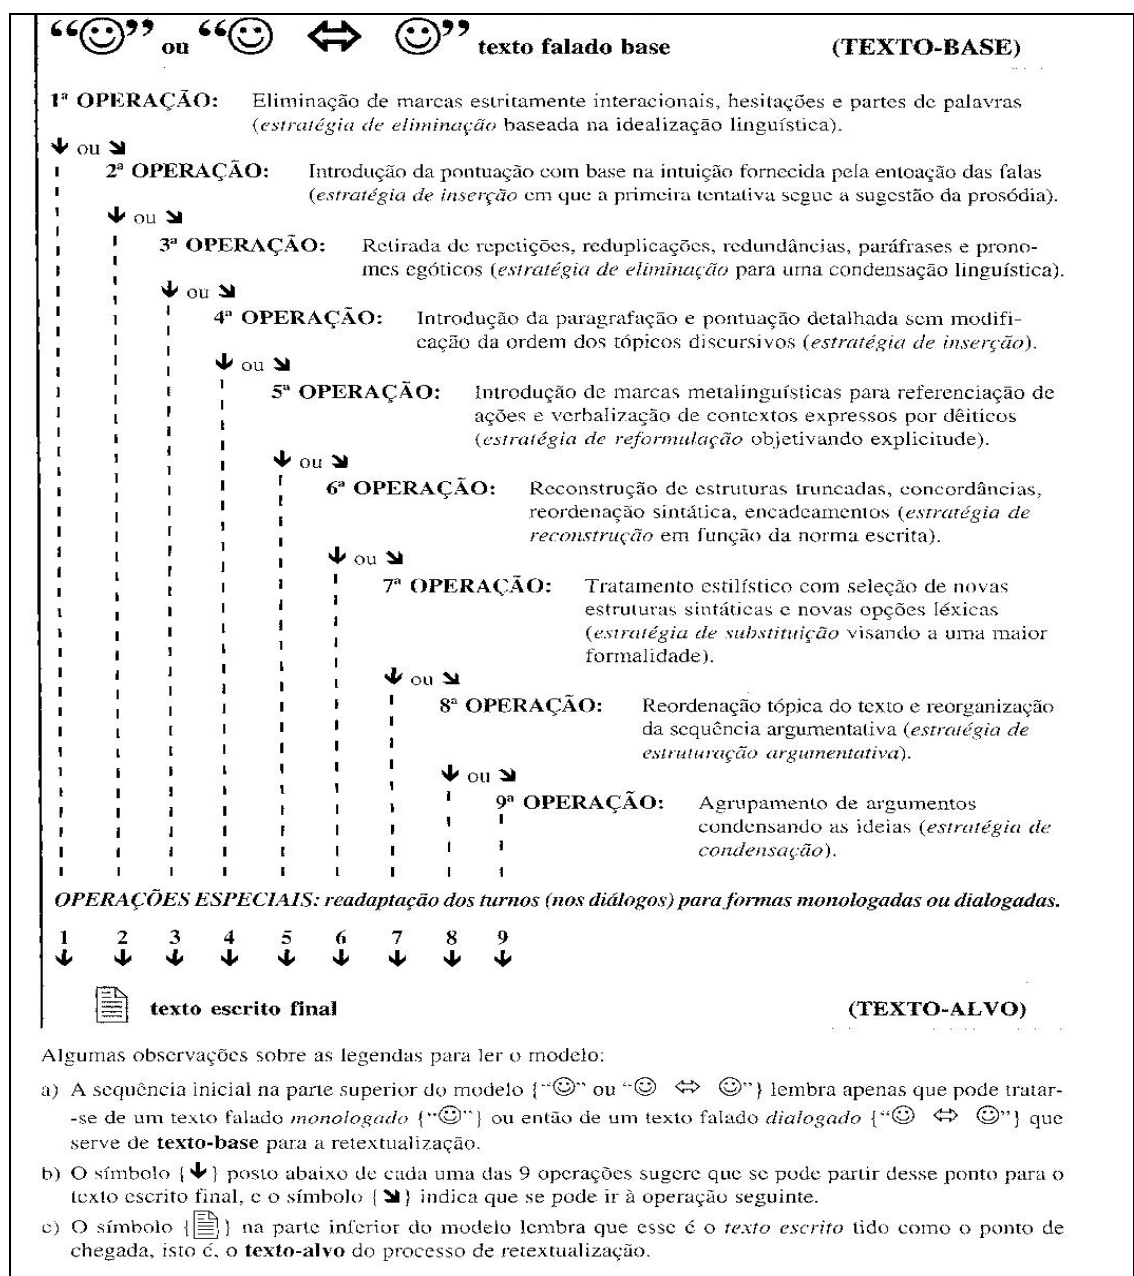 “☺” ou “☺ ⇔ ☺” texto falado base (TEXTO-BASE)
1ª OPERAÇÃO: Eliminação de marcas estritamente interacionais, hesitações e partes de palavras
(estratégia de eliminação baseada na idealização linguística).
↓ ou ↘
2ª OPERAÇÃO: Introdução da pontuação com base na intuição fornecida pela entoação das falas
(estratégia de inserção em que a primeira tentativa segue a sugestão da prosódia).
↓ ou ↘
3ª OPERAÇÃO: Retirada de repetições, reduplicações, redundâncias, paráfrases e prono-
mes egóticos (estratégia de eliminação para uma condensação linguística).
↓ ou ↘
4ª OPERAÇÃO: Introdução da paragrafação e pontuação detalhada sem modifi-
cação da ordem dos tópicos discursivos (estratégia de inserção).
↓ ou ↘
5ª OPERAÇÃO: Introdução de marcas metalinguísticas para referenciação de
ações e verbalização de contextos expressos por dêiticos
(estratégia de reformulação objetivando explicitude).
↓ ou ↘
6ª OPERAÇÃO: Reconstrução de estruturas truncadas, concordâncias,
reordenação sintática, encadeamentos (estratégia de
reconstrução em função da norma escrita).
↓ ou ↘
7ª OPERAÇÃO: Tratamento estilístico com seleção de novas
estruturas sintáticas e novas opções léxicas
(estratégia de substituição visando a uma maior
formalidade).
↓ ou ↘
8ª OPERAÇÃO: Reordenação tópica do texto e reorganização
da sequência argumentativa (estratégia de
estruturação argumentativa).
↓ ou ↘
9ª OPERAÇÃO: Agrupamento de argumentos
condensando as ideias (estratégia de
condensação).
OPERAÇÕES ESPECIAIS: readaptação dos turnos (nos diálogos) para formas monologadas ou dialogadas.
1 2 3 4 5 6 7 8 9
↓ ↓ ↓ ↓ ↓ ↓ ↓ ↓ ↓
texto escrito final (TEXTO-ALVO)
Algumas observações sobre as legendas para ler o modelo:
a) A sequência inicial na parte superior do modelo {“☺” ou “☺ ⇔ ☺”} lembra apenas que pode tratar-
-se de um texto falado monologado {“☺”} ou então de um texto falado dialogado {“☺ ⇔ ☺”} que
serve de texto-base para a retextualização.
b) O símbolo {↓} posto abaixo de cada uma das 9 operações sugere que se pode partir desse ponto para o
texto escrito final, e o símbolo {↘} indica que se pode ir à operação seguinte.
c) O símbolo {🗎} na parte inferior do modelo lembra que esse é o texto escrito tido como o ponto de
chegada, isto é, o texto-alvo do processo de retextualização.